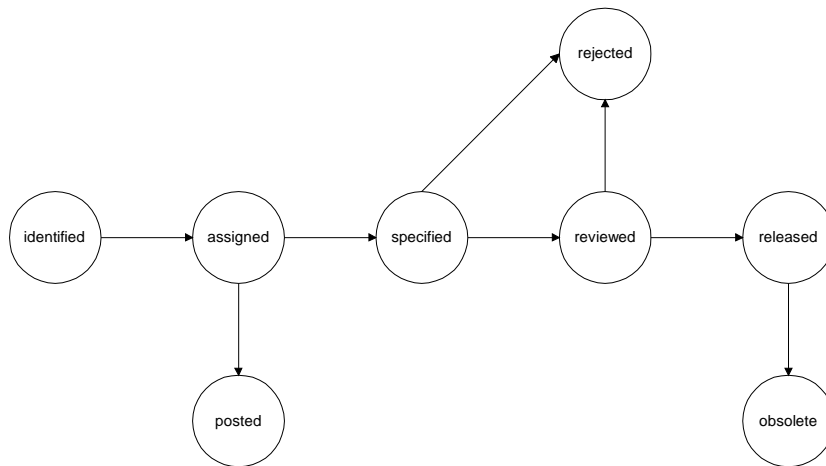 rejected
identified
assigned
specified
reviewed
released
posted
obsolete